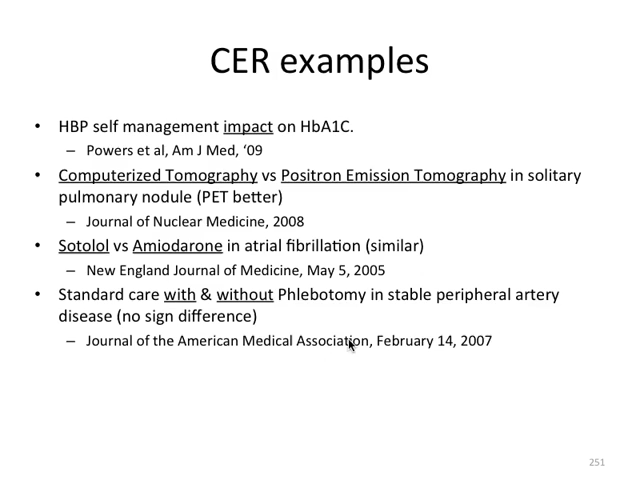 CER examples
• HBP self management impact on HbA1C.
– Powers et al, Am J Med, ‘09
• Computerized Tomography vs Positron Emission Tomography in solitary
pulmonary nodule (PET better)
– Journal of Nuclear Medicine, 2008
• Sotolol vs Amiodarone in atrial fibrillation (similar)
– New England Journal of Medicine, May 5, 2005
• Standard care with & without Phlebotomy in stable peripheral artery
disease (no sign difference)
– Journal of the American Medical Association, February 14, 2007
251